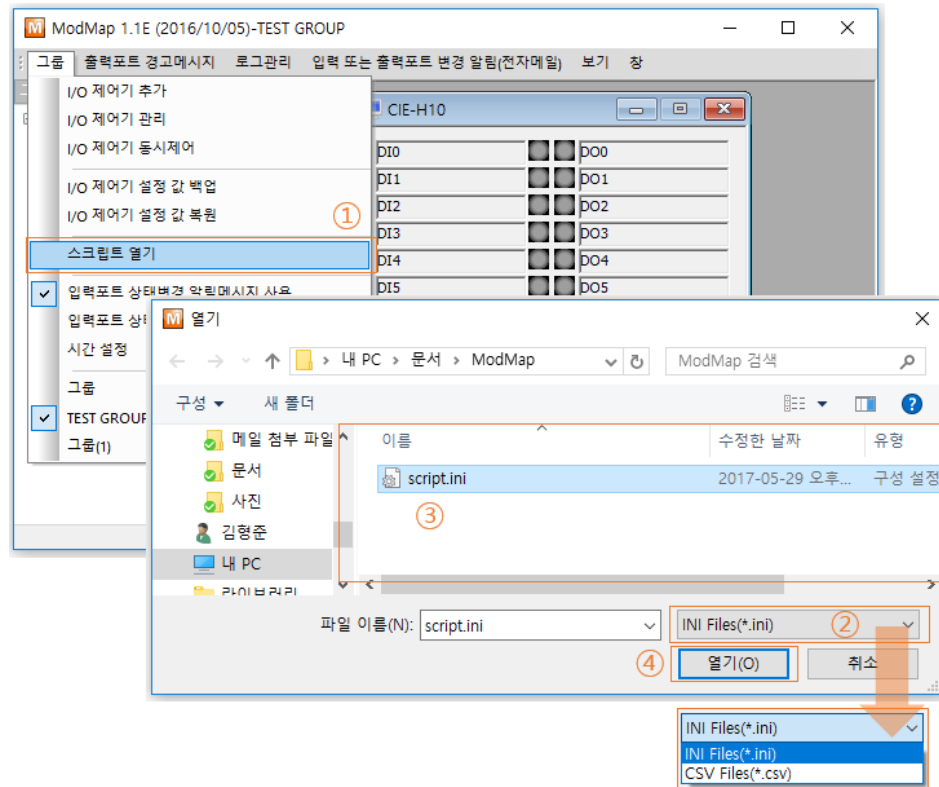 ModMap 1.1E (2016/10/05)-TEST GROUP
그룹 출력포트 경고메시지 로그관리 입력 또는 출력포트 변경 알림(전자메일) 보기 창
I/O 제어기 추가
I/O 제어기 관리
I/O 제어기 동시제어
I/O 제어기 설정 값 백업
I/O 제어기 설정 값 복원
①
스크립트 열기
입력포트 상태변경 알림메시지 사용
입력포트 상
시간 설정
그룹
TEST GROUP
그룹(1)
CIE-H10
DI0 DO0
DI1 DO1
DI2 DO2
DI3 DO3
DI4 DO4
DI5 DO5
열기
내 PC > 문서 > ModMap
ModMap 검색
구성 새 폴더
메일 첨부 파일
문서
사진
김형준
내 PC
라이브러리
이름 수정한 날짜 유형
script.ini 2017-05-29 오후... 구성 설정
③
파일 이름(N): script.ini INI Files(*.ini) ②
④ 열기(O) 취소
INI Files(*.ini)
INI Files(*.ini)
CSV Files(*.csv)